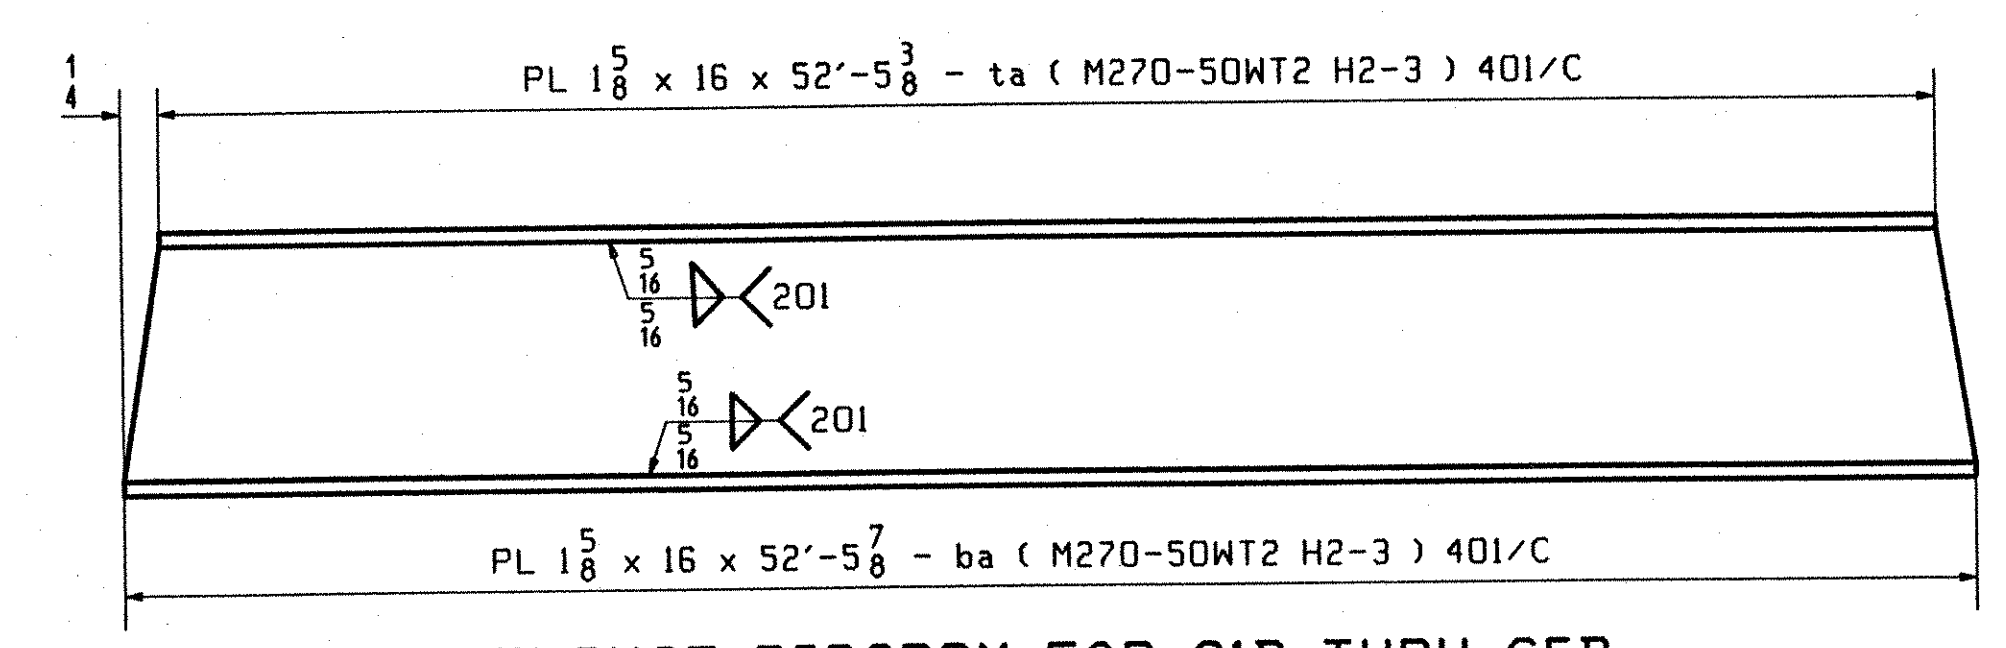 1/4
PL 1 5/8 x 16 x 52'-5 3/8 - ta ( M270-50WT2 H2-3 ) 401/C
5/16
201
5/16
5/16
201
5/16
PL 1 5/8 x 16 x 52'-5 7/8 - ba ( M270-50WT2 H2-3 ) 401/C
FOR THRU